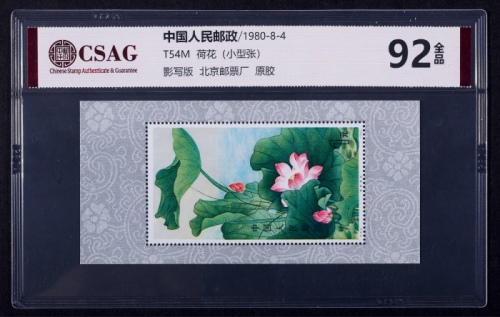 CSAG
Chinese Stamp Authenticate & Guarantee
中国人民邮政/1980-8-4
T54M 荷花（小型张）
影写版 北京邮票厂 原胶
92 全品
中国人民邮政